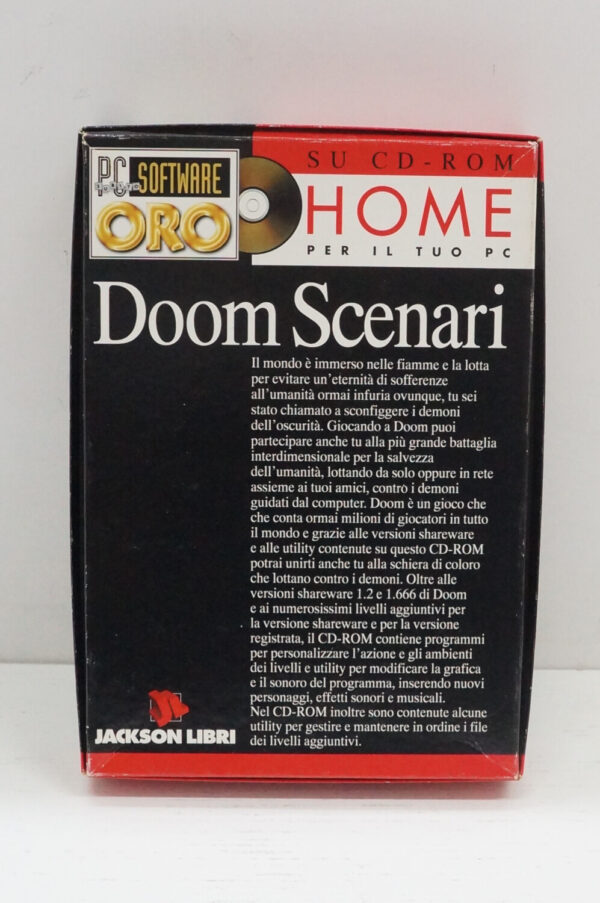 PC
SOFTWARE
ORO
SU CD-ROM
HOME
PER IL TUO PC
Doom Scenari
Il mondo è immerso nelle fiamme e la lotta
per evitare un'eternità di sofferenze
all'umanità ormai infuria ovunque, tu sei
stato chiamato a sconfiggere i demoni
dell'oscurità. Giocando a Doom puoi
partecipare anche tu alla più grande battaglia
interdimensionale per la salvezza
dell'umanità, lottando da solo oppure in rete
assieme ai tuoi amici, contro i demoni
guidati dal computer. Doom è un gioco che
che conta ormai milioni di giocatori in tutto
il mondo e grazie alle versioni shareware
e alle utility contenute su questo CD-ROM
potrai unirti anche tu alla schiera di coloro
che lottano contro i demoni. Oltre alle
versioni shareware 1.2 e 1.666 di Doom
e ai numerosissimi livelli aggiuntivi per
la versione shareware e per la versione
registrata, il CD-ROM contiene programmi
per personalizzare l'azione e gli ambienti
dei livelli e utility per modificare la grafica
e il sonoro del programma, inserendo nuovi
personaggi, effetti sonori e musicali.
Nel CD-ROM inoltre sono contenute alcune
utility per gestire e mantenere in ordine i file
dei livelli aggiuntivi.
JACKSON LIBRI